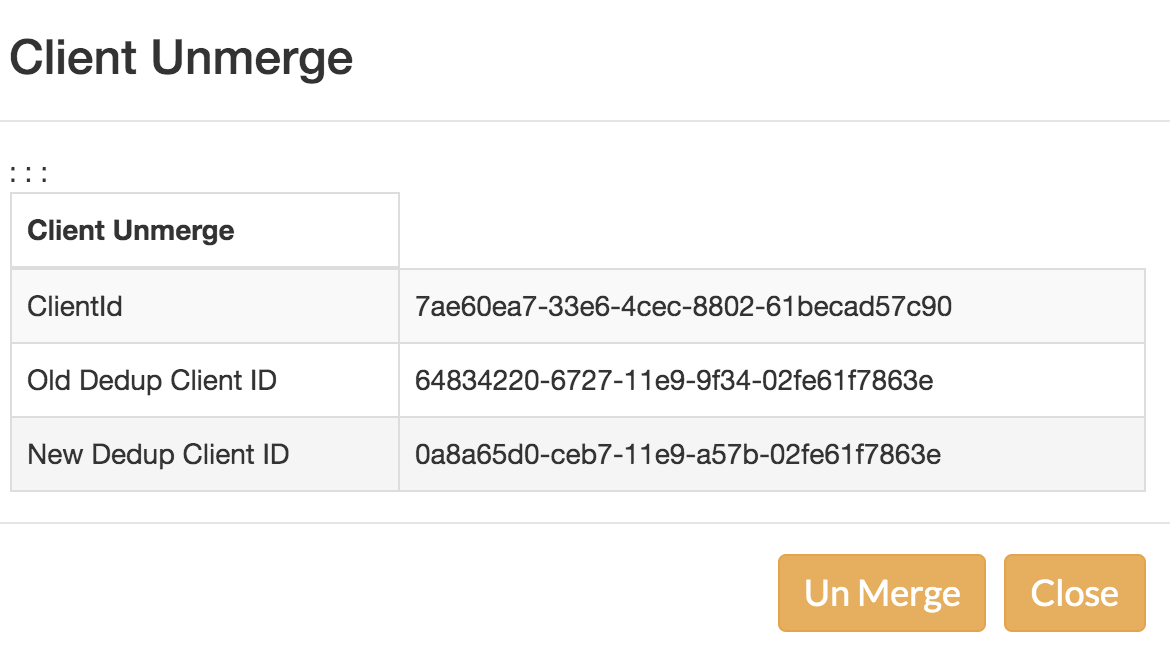 Client Unmerge
: : :
Client Unmerge
ClientId 7ae60ea7-33e6-4cec-8802-61becad57c90
Old Dedup Client ID 64834220-6727-11e9-9f34-02fe61f7863e
New Dedup Client ID 0a8a65d0-ceb7-11e9-a57b-02fe61f7863e
Un Merge Close